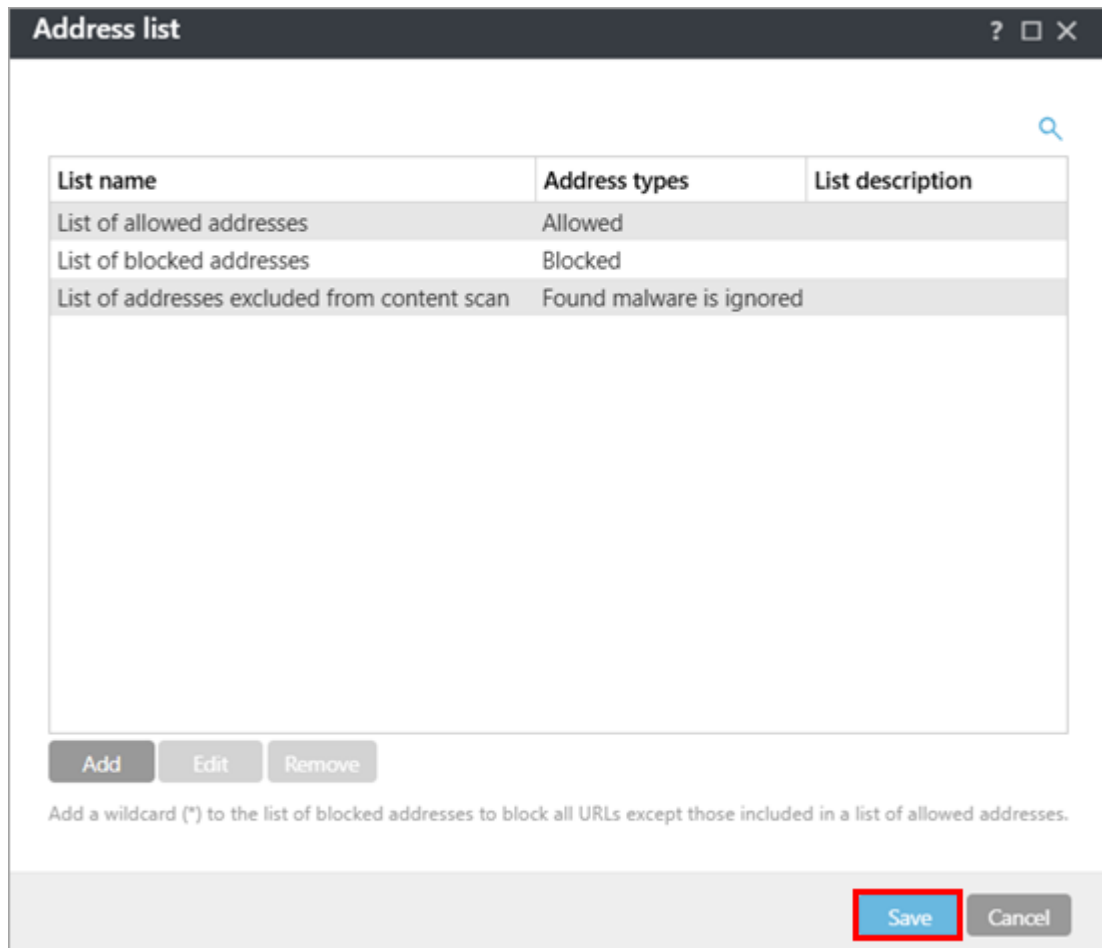 Address list ?
List name Address types List description
List of allowed addresses Allowed
List of blocked addresses Blocked
List of addresses excluded from content scan Found malware is ignored
Add Edit Remove
Add a wildcard (*) to the list of blocked addresses to block all URLs except those included in a list of allowed addresses.
Save Cancel